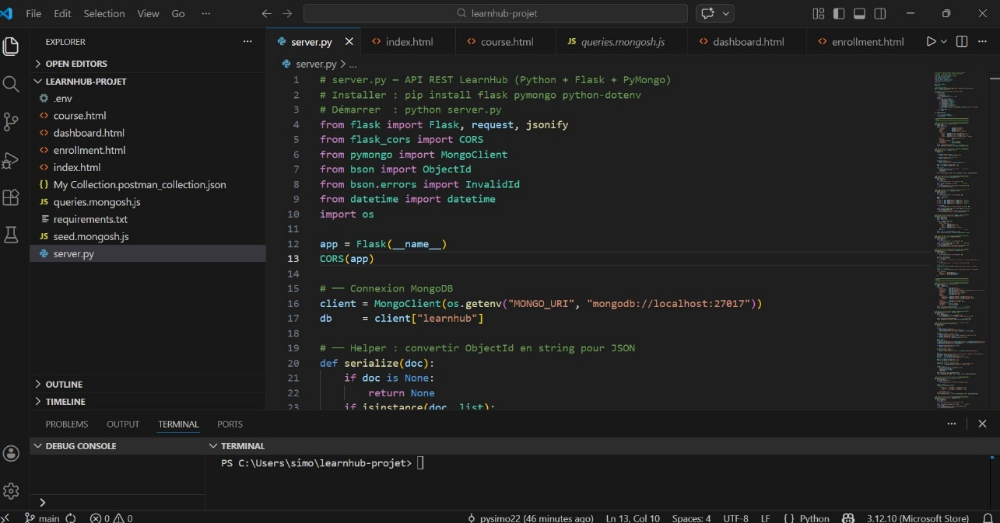 File Edit Selection View Go ···
learnhub-projet
EXPLORER ···
OPEN EDITORS
LEARNHUB-PROJET
.env
course.html
dashboard.html
enrollment.html
index.html
{} My Collection.postman_collection.json
JS queries.mongosh.js
requirements.txt
JS seed.mongosh.js
server.py
OUTLINE
TIMELINE
server.py
<> index.html
<> course.html
JS queries.mongosh.js
<> dashboard.html
<> enrollment.html
server.py > ...
1 # server.py — API REST LearnHub (Python + Flask + PyMongo)
2 # Installer : pip install flask pymongo python-dotenv
3 # Démarrer  : python server.py
4 from flask import Flask, request, jsonify
5 from flask_cors import CORS
6 from pymongo import MongoClient
7 from bson import ObjectId
8 from bson.errors import InvalidId
9 from datetime import datetime
10 import os
11
12 app = Flask(__name__)
13 CORS(app)
14
15 # —— Connexion MongoDB
16 client = MongoClient(os.getenv("MONGO_URI", "mongodb://localhost:27017"))
17 db     = client["learnhub"]
18
19 # —— Helper : convertir ObjectId en string pour JSON
20 def serialize(doc):
21     if doc is None:
22         return None
23     if isinstance(doc, list):
PROBLEMS OUTPUT TERMINAL PORTS
DEBUG CONSOLE
TERMINAL
PS C:\Users\simo\learnhub-projet>
main 0 0 pysimo22 (46 minutes ago) Ln 13, Col 10 Spaces: 4 UTF-8 LF {} Python 3.12.10 (Microsoft Store)